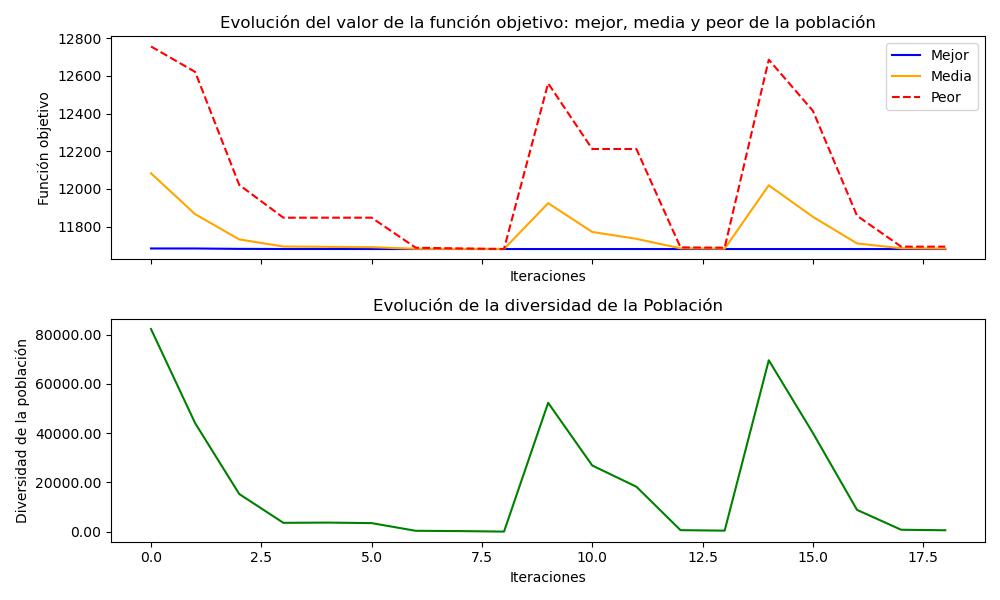 Evolución del valor de la función objetivo: mejor, media y peor de la población
12800
12600
12400
12200
12000
11800
Función objetivo
Mejor
Media
Peor
Iteraciones
Evolución de la diversidad de la Población
80000.00
60000.00
40000.00
20000.00
0.00
Diversidad de la población
0.0 2.5 5.0 7.5 10.0 12.5 15.0 17.5
Iteraciones